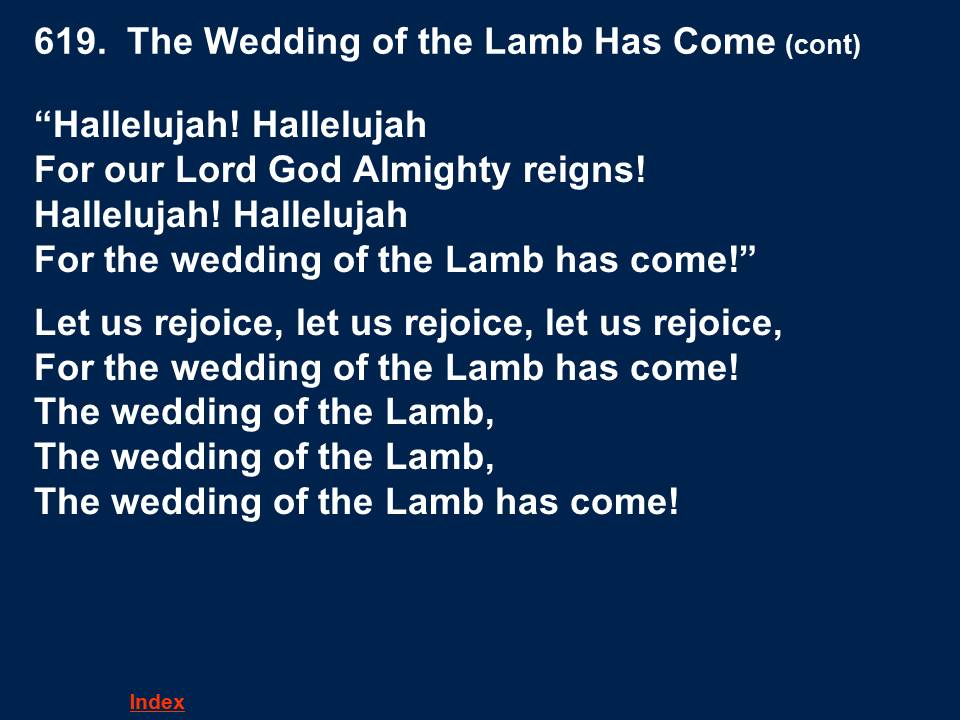 619.  The Wedding of the Lamb Has Come (cont)
“Hallelujah! Hallelujah
For our Lord God Almighty reigns!
Hallelujah! Hallelujah
For the wedding of the Lamb has come!”
Let us rejoice, let us rejoice, let us rejoice,
For the wedding of the Lamb has come!
The wedding of the Lamb,
The wedding of the Lamb,
The wedding of the Lamb has come!
Index